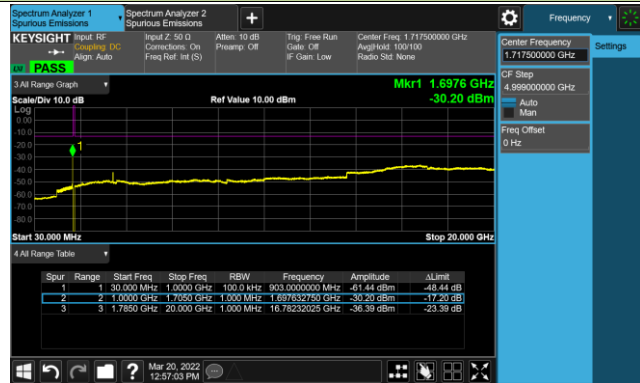 Spectrum Analyzer 1
Spurious Emissions
Spectrum Analyzer 2
Spurious Emissions
+
Frequency
KEYSIGHT
Input: RF
Coupling: DC
Align: Auto
Input Z: 50 Ω
Corrections: On
Freq Ref: Int (S)
Atten: 10 dB
Preamp: Off
Trig: Free Run
Gate: Off
IF Gain: Low
Center Freq: 1.717500000 GHz
Avg|Hold: 100/100
Radio Std: None
PASS
Center Frequency
1.717500000 GHz
Settings
CF Step
4.999000000 GHz
Auto
Man
Freq Offset
0 Hz
3 All Range Graph
Mkr1 1.6976 GHz
Scale/Div 10.0 dB
Ref Value 10.00 dBm
-30.20 dBm
Log
0.00
-10.0
-20.0
-30.0
-40.0
-50.0
-60.0
-70.0
-80.0
1
Start 30.000 MHz
Stop 20.000 GHz
4 All Range Table
Spur Range Start Freq Stop Freq RBW Frequency Amplitude ΔLimit
1 1 30.000 MHz 1.0000 GHz 100.0 kHz 903.0000000 MHz -61.44 dBm -48.44 dB
2 2 1.0000 GHz 1.7050 GHz 1.000 MHz 1.697632750 GHz -30.20 dBm -17.20 dB
3 3 1.7850 GHz 20.000 GHz 1.000 MHz 16.78232025 GHz -36.39 dBm -23.39 dB
?
Mar 20, 2022
12:57:03 PM